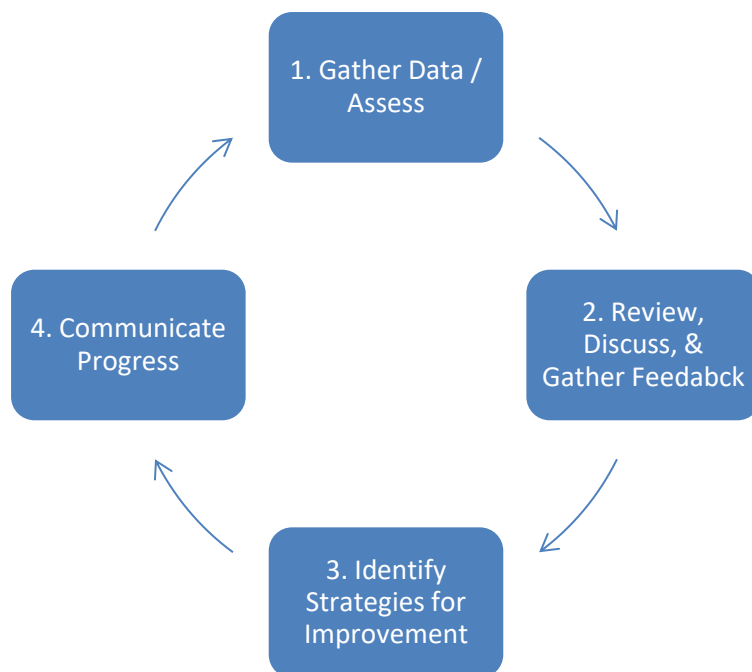 1. Gather Data /
Assess
2. Review,
Discuss, &
Gather Feedabck
3. Identify
Strategies for
Improvement
4. Communicate
Progress